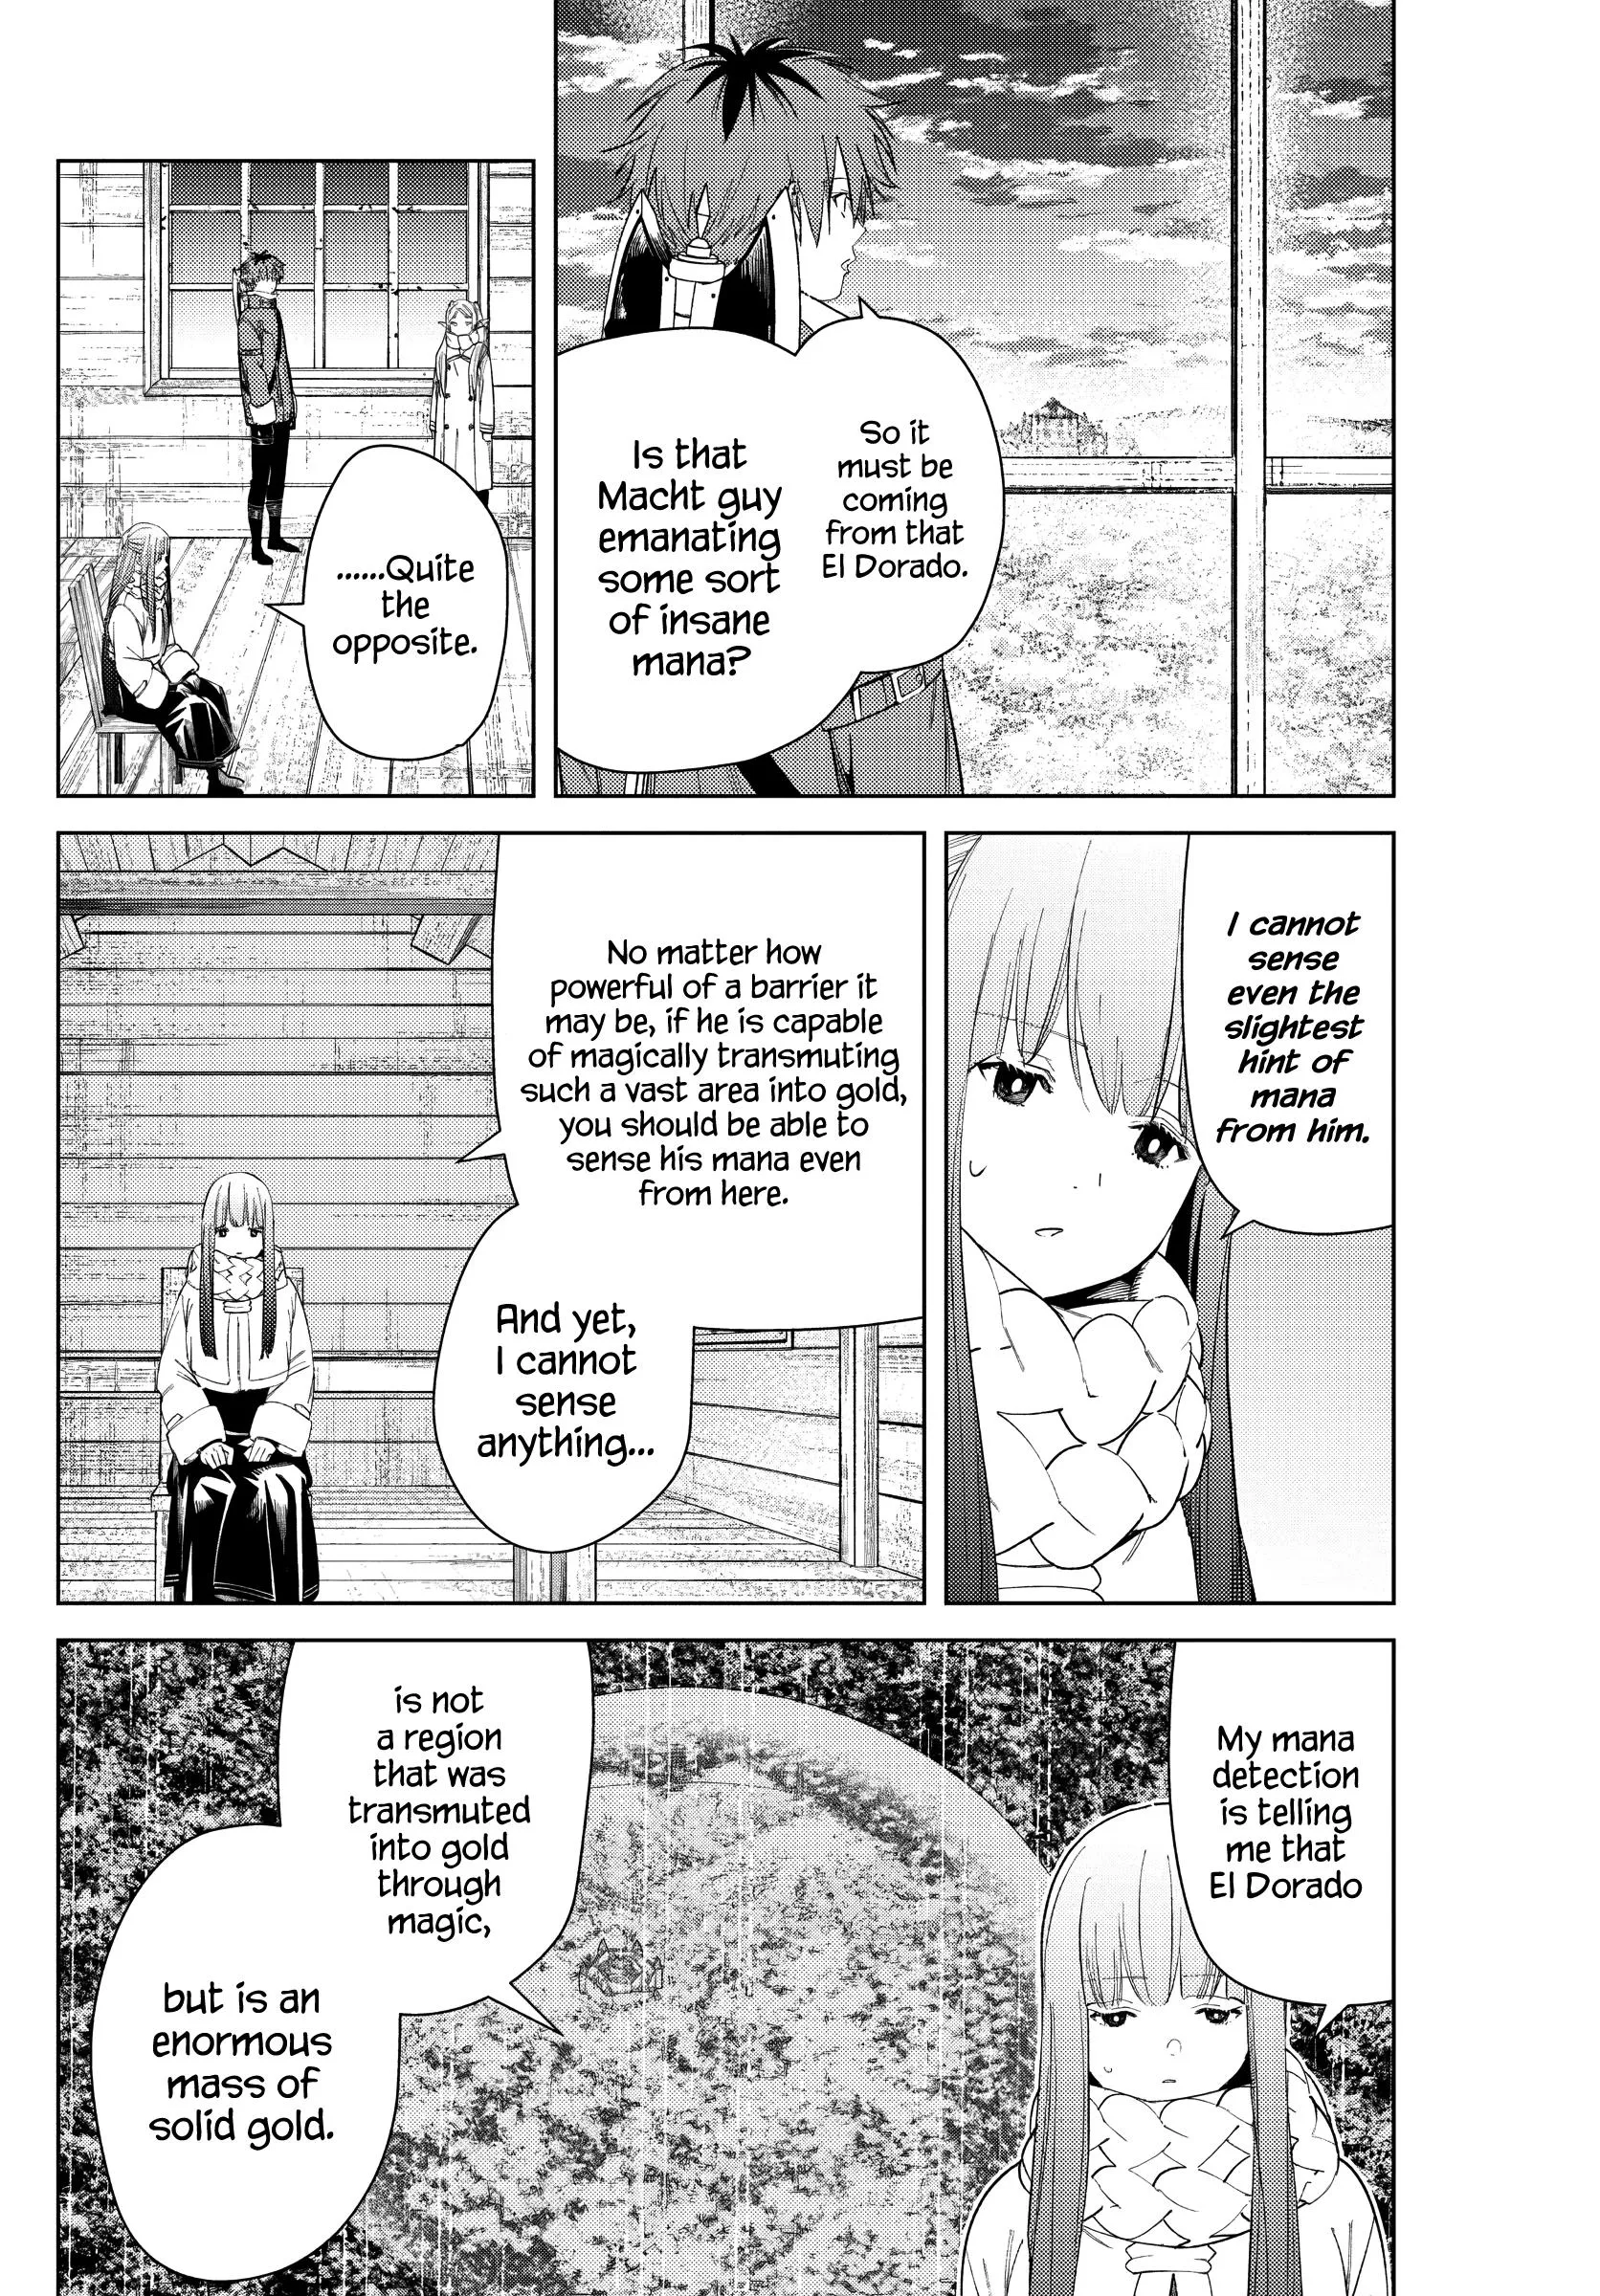 So it
must be
coming
from that
El Dorado.
Is that
Macht guy
emanating
some sort
of insane
mana?
......Quite
the
opposite.
I cannot
sense
even the
slightest
hint of
mana
from him.
No matter how
powerful of a barrier it
may be, if he is capable
of magically transmuting
such a vast area into gold,
you should be able to
sense his mana even
from here.
And yet,
I cannot
sense
anything...
My mana
detection
is telling
me that
El Dorado
is not
a region
that was
transmuted
into gold
through
magic,
but is an
enormous
mass of
solid gold.